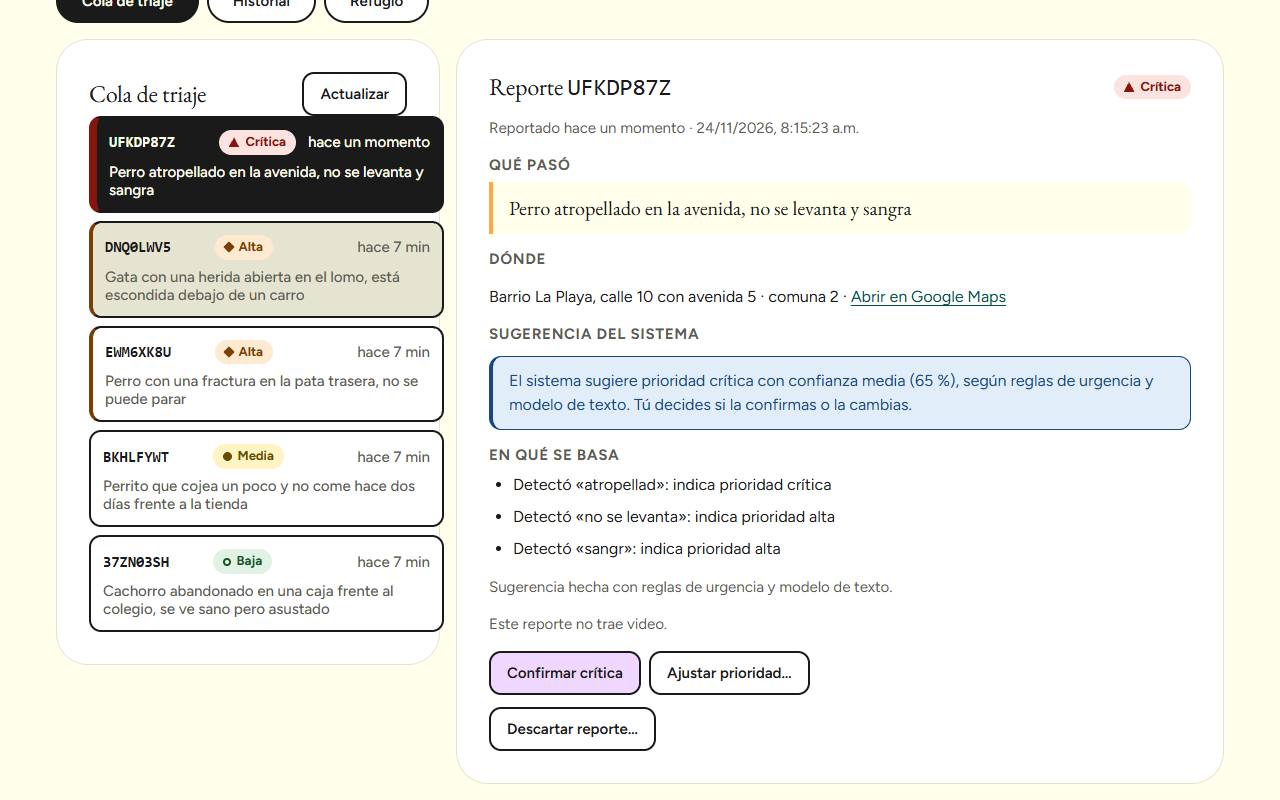 Cola de triaje
Historial
Refugio
Cola de triaje
Actualizar
UFKDP87Z
Crítica
hace un momento
Perro atropellado en la avenida, no se levanta y
sangra
DNQ0LWV5
Alta
hace 7 min
Gata con una herida abierta en el lomo, está
escondida debajo de un carro
EWM6XK8U
Alta
hace 7 min
Perro con una fractura en la pata trasera, no se
puede parar
BKHLFYWT
Media
hace 7 min
Perrito que cojea un poco y no come hace dos
días frente a la tienda
37ZN03SH
Baja
hace 7 min
Cachorro abandonado en una caja frente al
colegio, se ve sano pero asustado
Reporte UFKDP87Z
Crítica
Reportado hace un momento · 24/11/2026, 8:15:23 a.m.
QUÉ PASÓ
Perro atropellado en la avenida, no se levanta y sangra
DÓNDE
Barrio La Playa, calle 10 con avenida 5 · comuna 2 · Abrir en Google Maps
SUGERENCIA DEL SISTEMA
El sistema sugiere prioridad crítica con confianza media (65 %), según reglas de urgencia y
modelo de texto. Tú decides si la confirmas o la cambias.
EN QUÉ SE BASA
• Detectó «atropellad»: indica prioridad crítica
• Detectó «no se levanta»: indica prioridad alta
• Detectó «sangr»: indica prioridad alta
Sugerencia hecha con reglas de urgencia y modelo de texto.
Este reporte no trae video.
Confirmar crítica
Ajustar prioridad…
Descartar reporte…